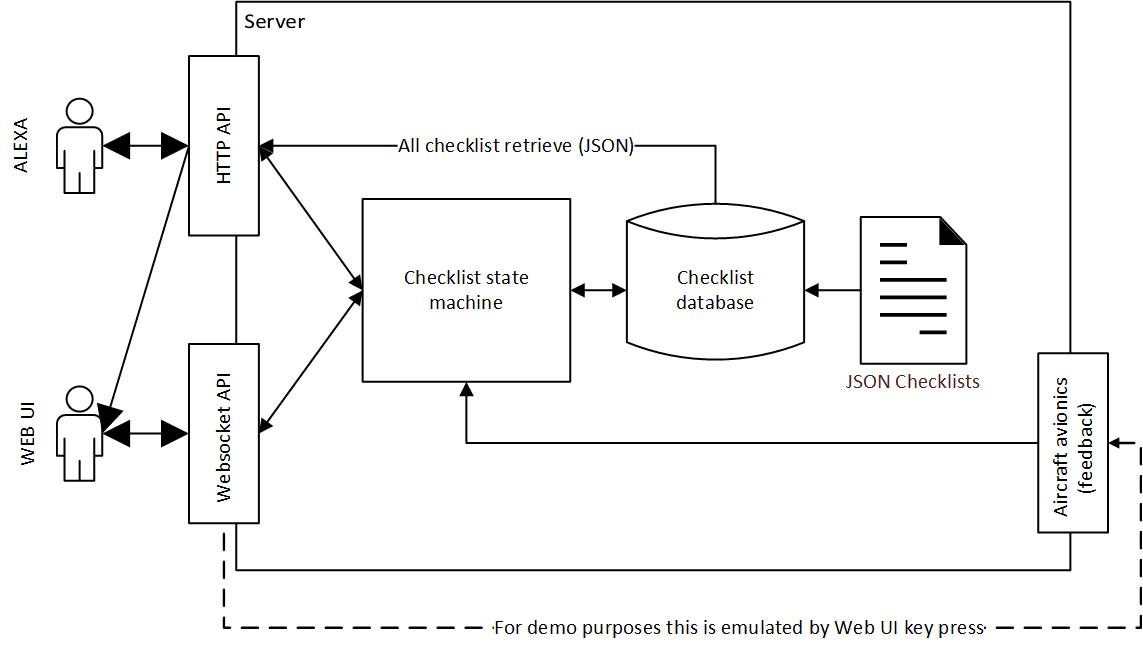 Server
ALEXA
HTTP API
All checklist retrieve (JSON)
Checklist state
machine
Checklist
database
JSON Checklists
WEB UI
Websocket API
Aircraft avionics
(feedback)
For demo purposes this is emulated by Web UI key press